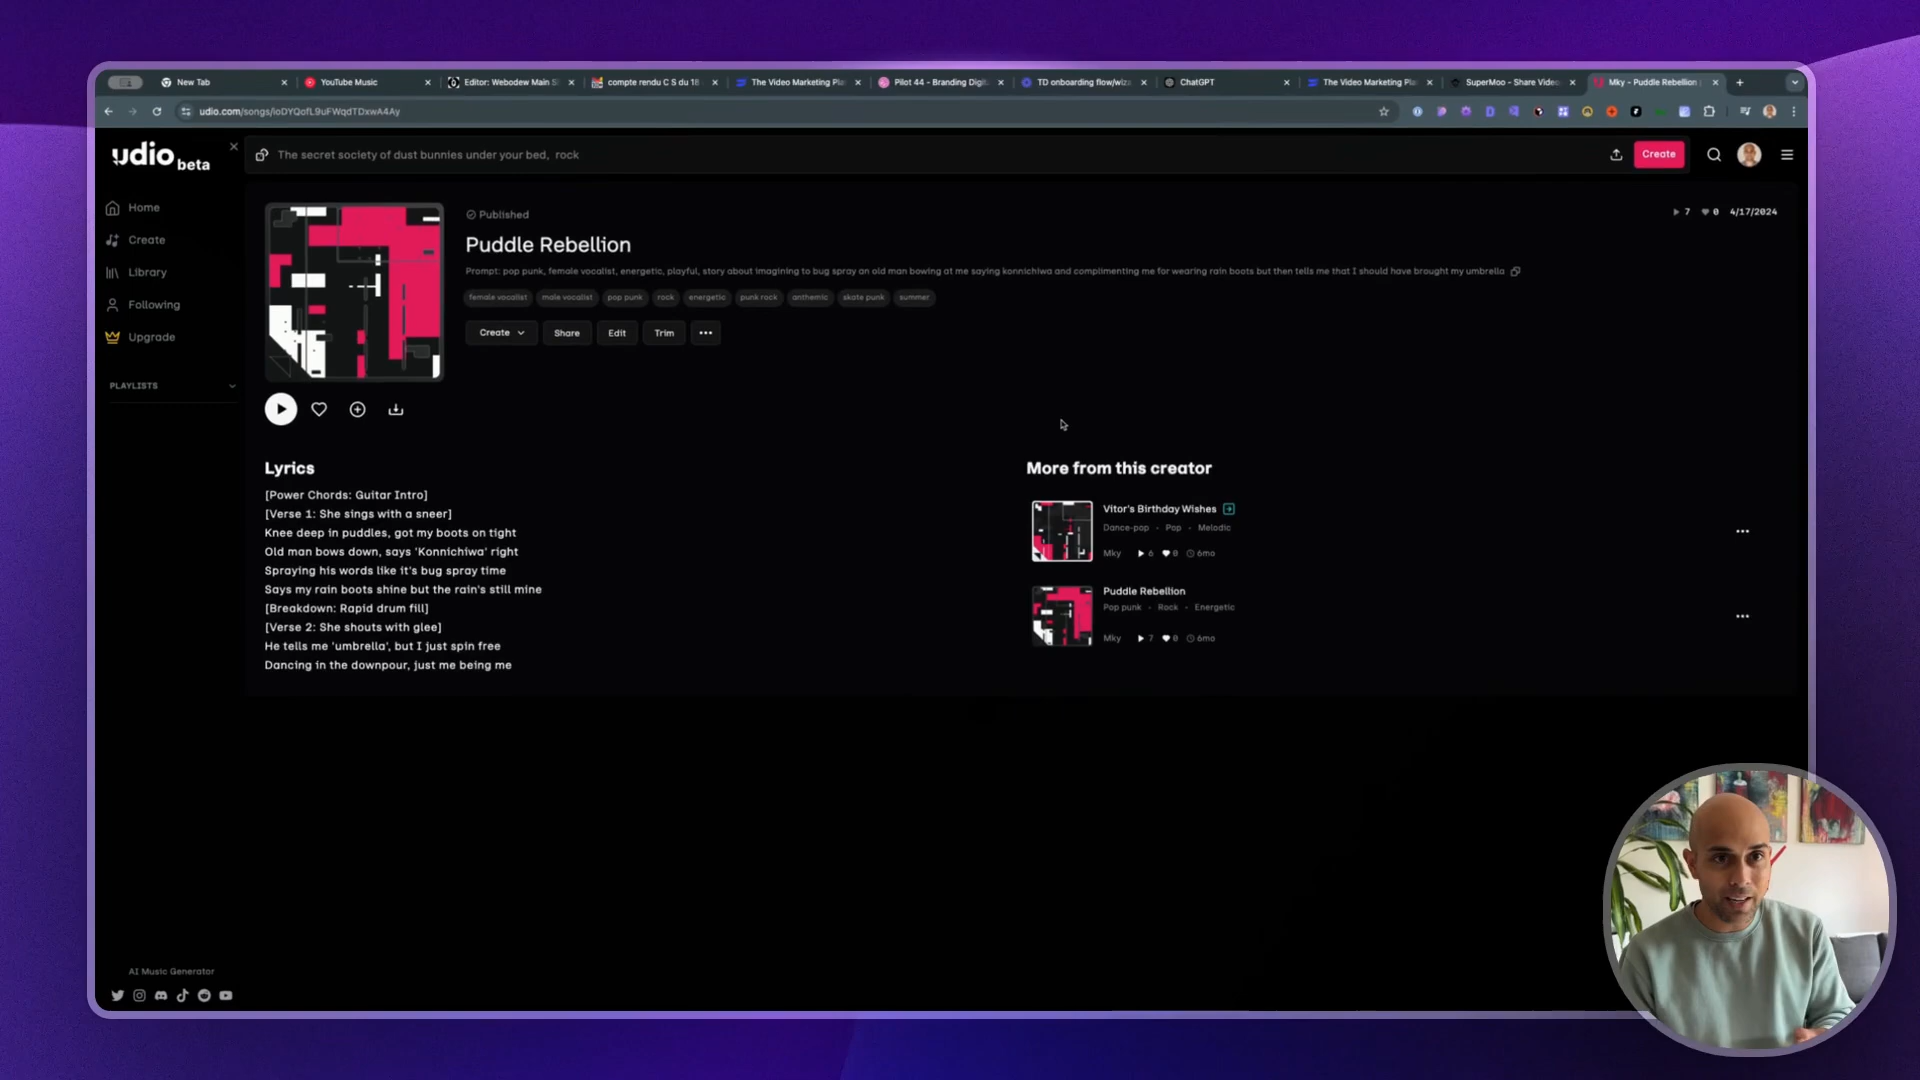 New Tab
YouTube Music
Editor: Webodew Main S
compte rendu C S du 18
The Video Marketing Pla
Pilot 44 - Branding Digit
TD onboarding flow/wiza
ChatGPT
The Video Marketing Pla
SuperMoo - Share Video
Mky - Puddle Rebellion |
udio.com/songs/ioDYQofL9uFWqdTDxwA4Ay
udio beta
The secret society of dust bunnies under your bed, rock
Create
Home
Create
Library
Following
Upgrade
PLAYLISTS
Published
7 0 4/17/2024
Puddle Rebellion
Prompt: pop punk, female vocalist, energetic, playful, story about imagining to bug spray an old man bowing at me saying konnichiwa and complimenting me for wearing rain boots but then tells me that I should have brought my umbrella
female vocalist male vocalist pop punk rock energetic punk rock anthemic skate punk summer
Create Share Edit Trim
Lyrics
[Power Chords: Guitar Intro]
[Verse 1: She sings with a sneer]
Knee deep in puddles, got my boots on tight
Old man bows down, says 'Konnichiwa' right
Spraying his words like it's bug spray time
Says my rain boots shine but the rain's still mine
[Breakdown: Rapid drum fill]
[Verse 2: She shouts with glee]
He tells me 'umbrella', but I just spin free
Dancing in the downpour, just me being me
More from this creator
Vitor's Birthday Wishes
Dance-pop • Pop • Melodic
Mky 6 0 6mo
Puddle Rebellion
Pop punk • Rock • Energetic
Mky 7 0 6mo
AI Music Generator